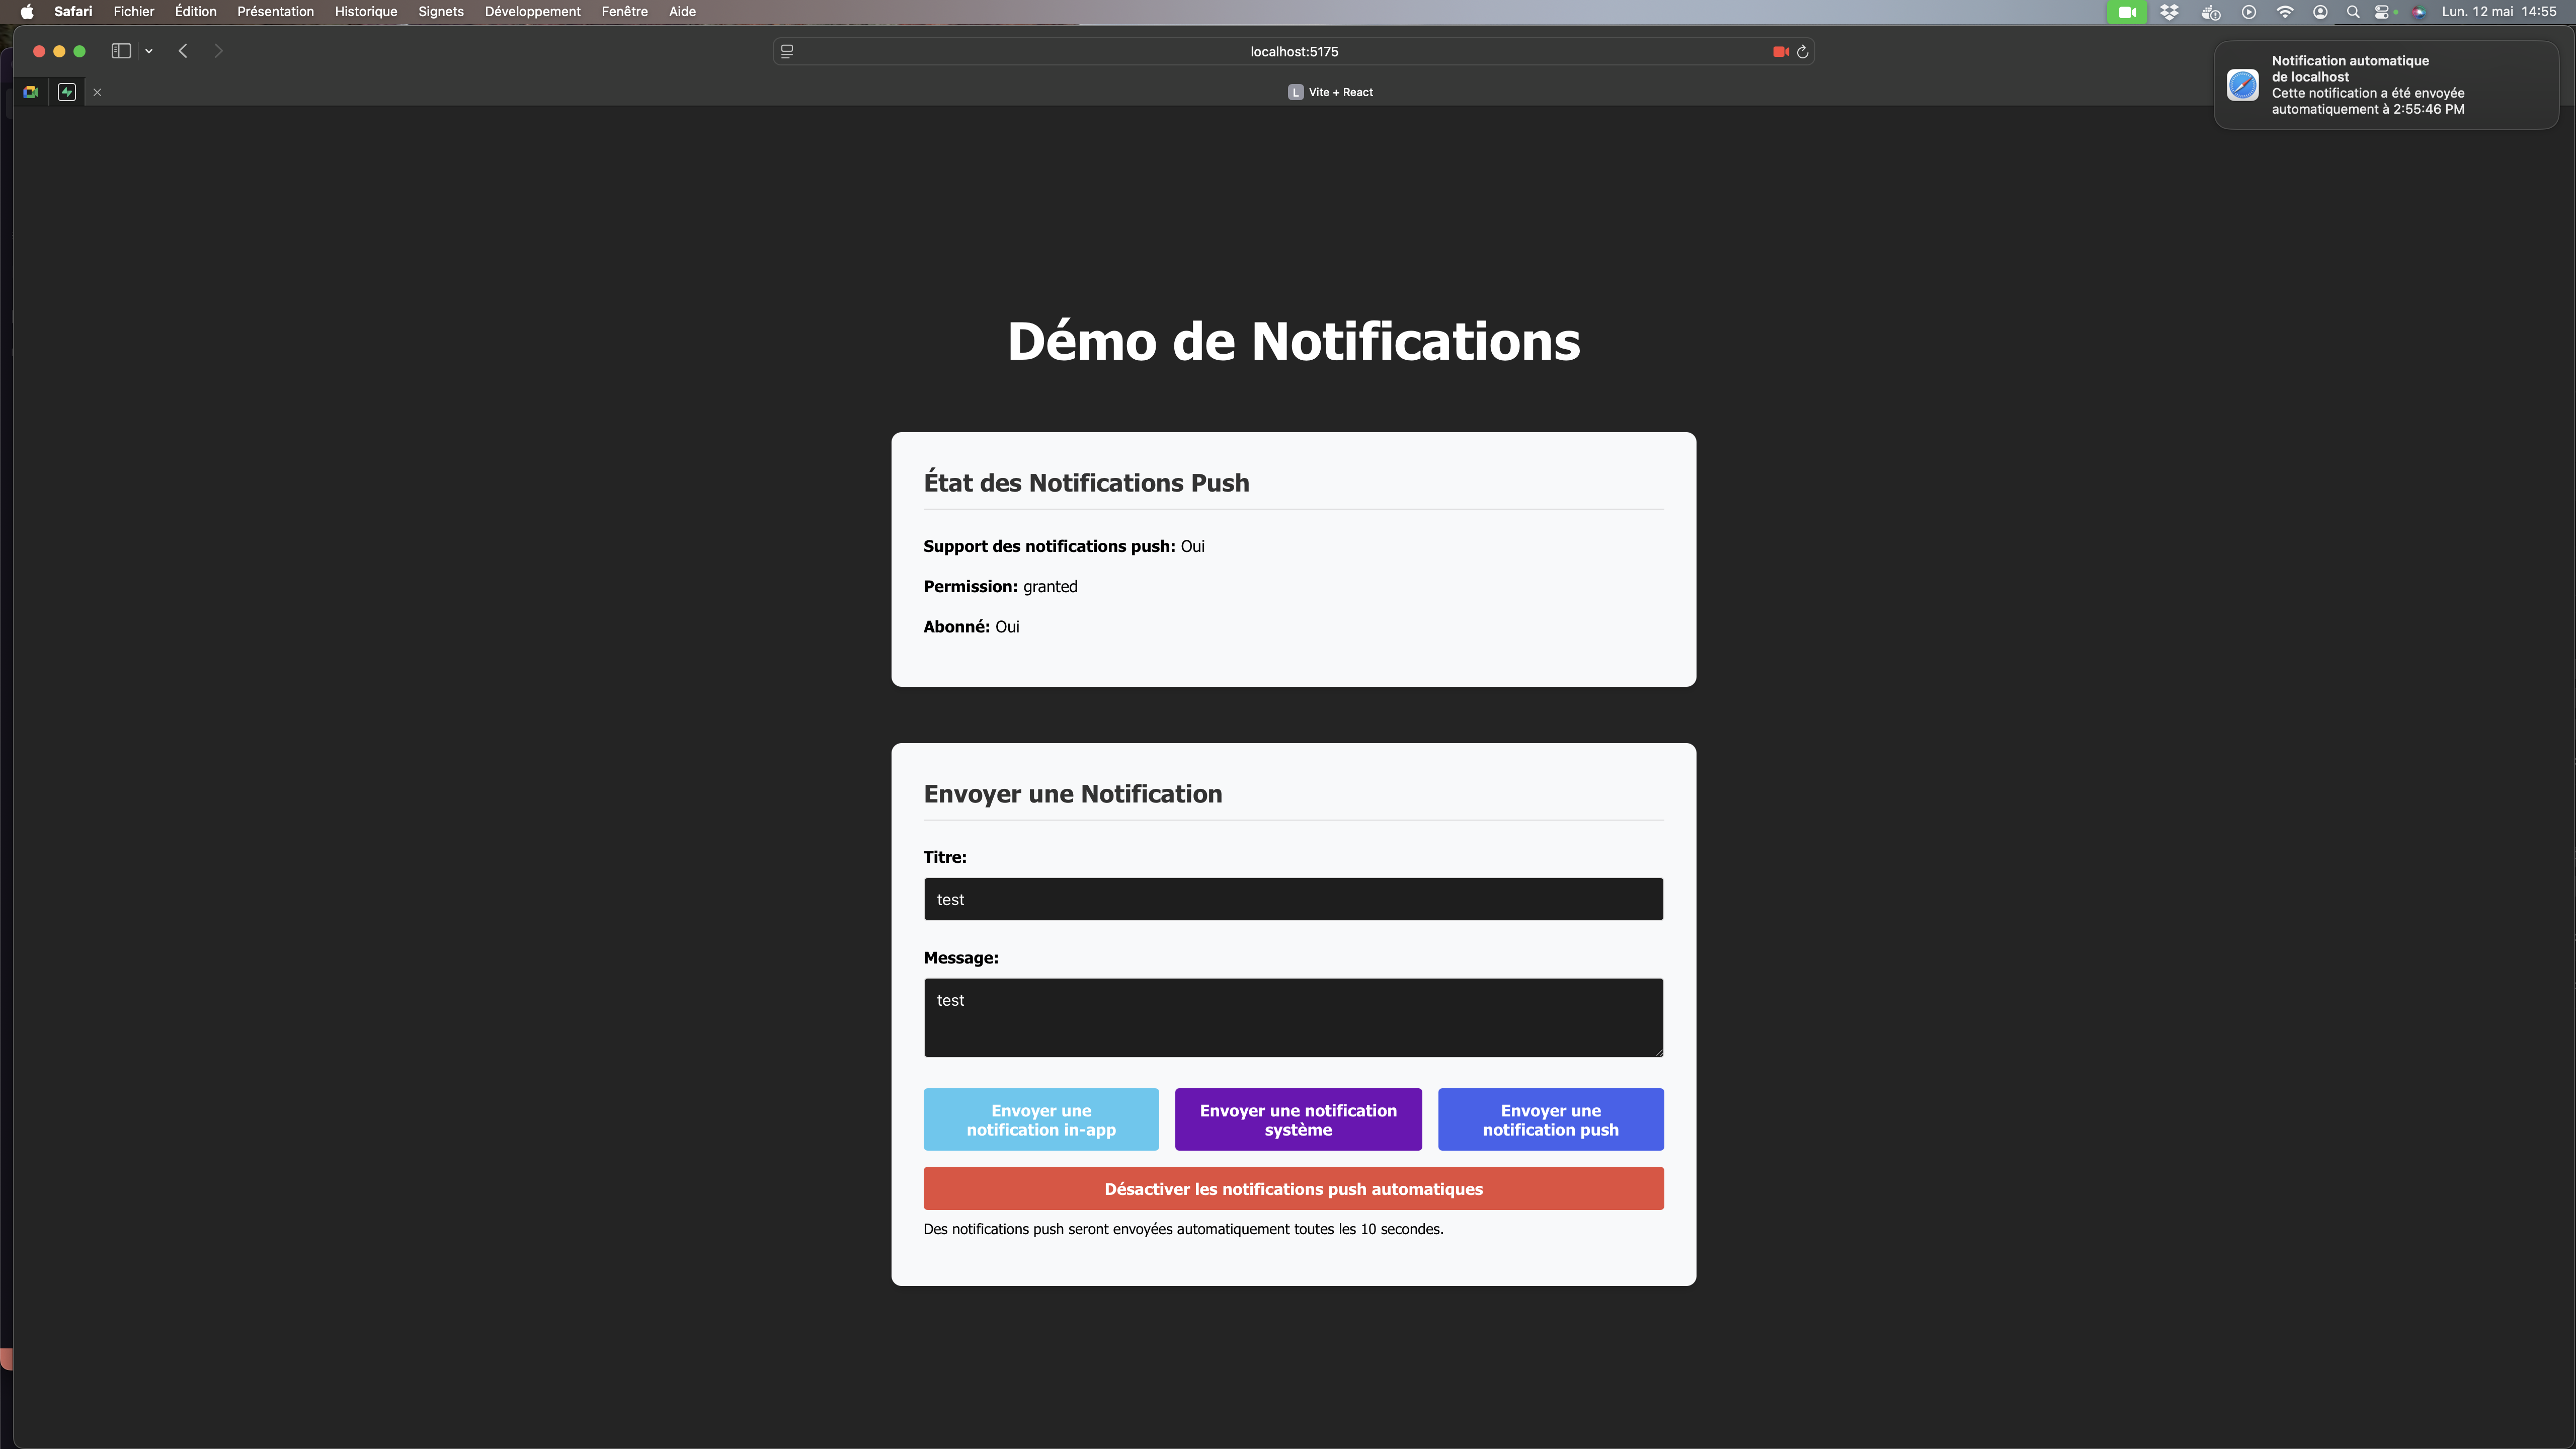 Safari Fichier Édition Présentation Historique Signets Développement Fenêtre Aide
Lun. 12 mai 14:55
localhost:5175
L Vite + React
Notification automatique
de localhost
Cette notification a été envoyée
automatiquement à 2:55:46 PM
Démo de Notifications
État des Notifications Push
Support des notifications push: Oui
Permission: granted
Abonné: Oui
Envoyer une Notification
Titre:
test
Message:
test
Envoyer une
notification in-app
Envoyer une notification
système
Envoyer une
notification push
Désactiver les notifications push automatiques
Des notifications push seront envoyées automatiquement toutes les 10 secondes.